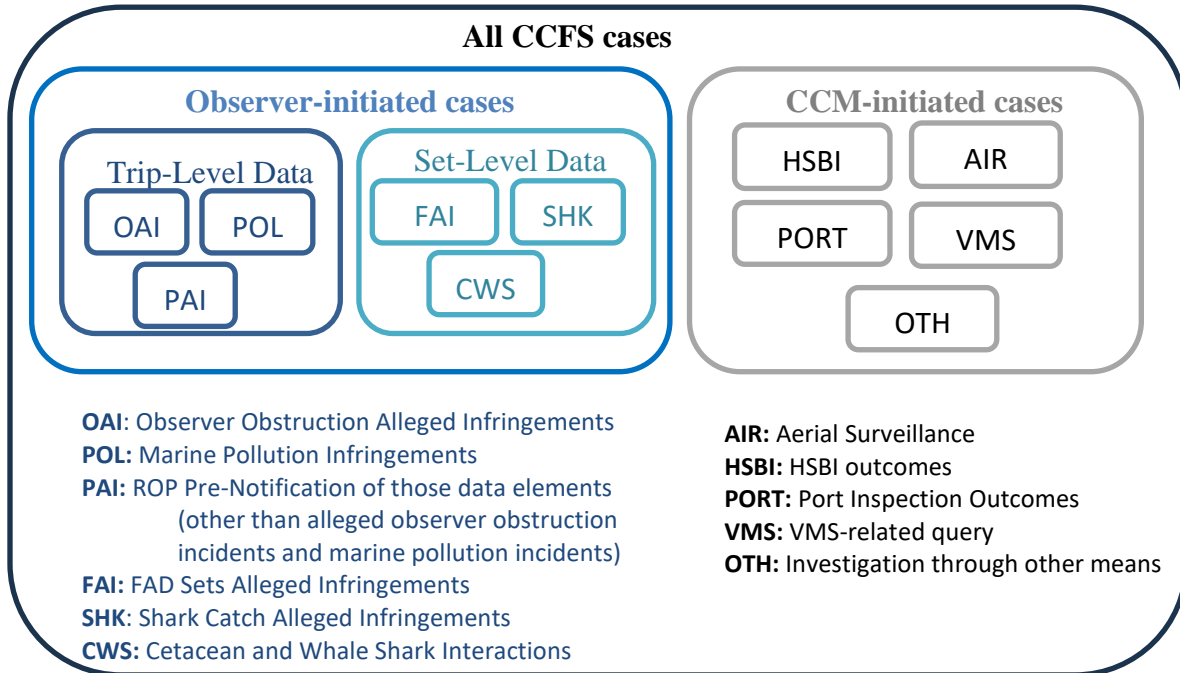 All CCFS cases
Observer-initiated cases
Trip-Level Data
OAI
POL
PAI
Set-Level Data
FAI
SHK
CWS
CCM-initiated cases
HSBI
AIR
PORT
VMS
OTH
OAI: Observer Obstruction Alleged Infringements
POL: Marine Pollution Infringements
PAI: ROP Pre-Notification of those data elements
(other than alleged observer obstruction
incidents and marine pollution incidents)
FAI: FAD Sets Alleged Infringements
SHK: Shark Catch Alleged Infringements
CWS: Cetacean and Whale Shark Interactions
AIR: Aerial Surveillance
HSBI: HSBI outcomes
PORT: Port Inspection Outcomes
VMS: VMS-related query
OTH: Investigation through other means